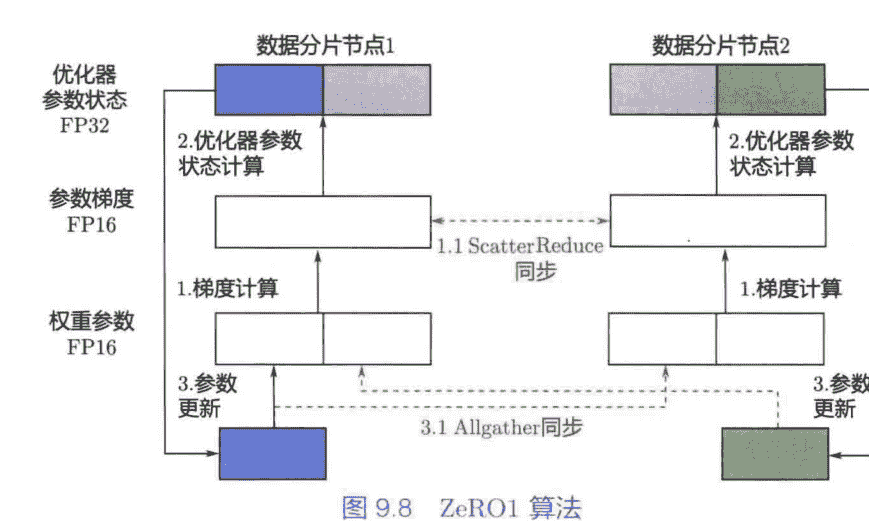 数据分片节点1
数据分片节点2
优化器
参数状态
FP32
2.优化器参数
状态计算
2.优化器参数
状态计算
参数梯度
FP16
1.1 ScatterReduce
同步
1.梯度计算
1.梯度计算
权重参数
FP16
3.参数
更新
3.参数
更新
3.1 Allgather同步
图 9.8 ZeRO1 算法